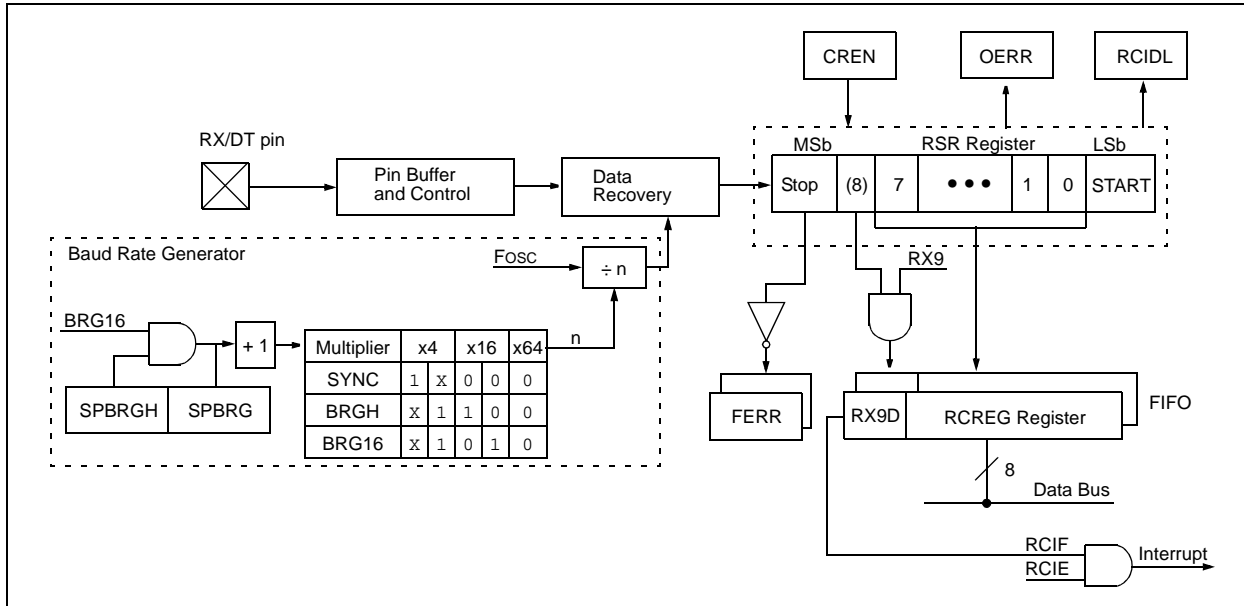 CREN OERR RCIDL
RX/DT pin
MSb RSR Register LSb
Pin Buffer
and Control
Data
Recovery
Stop (8) 7 ••• 1 0 START
Baud Rate Generator
FOSC
÷ n
RX9
BRG16
+ 1
n
Multiplier x4 x16 x64
SYNC 1 X 0 0 0
BRGH X 1 1 0 0
BRG16 X 1 0 1 0
SPBRGH SPBRG
FERR
RX9D RCREG Register
FIFO
8
Data Bus
RCIF
RCIE
Interrupt